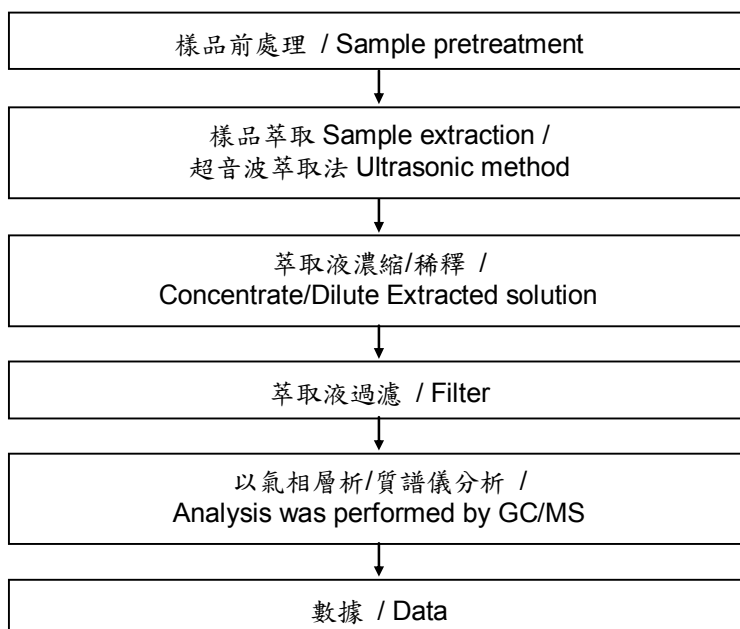 樣品前處理 / Sample pretreatment
樣品萃取 Sample extraction /
超音波萃取法 Ultrasonic method
萃取液濃縮/稀釋 /
Concentrate/Dilute Extracted solution
萃取液過濾 / Filter
以氣相層析/質譜儀分析 /
Analysis was performed by GC/MS
數據 / Data